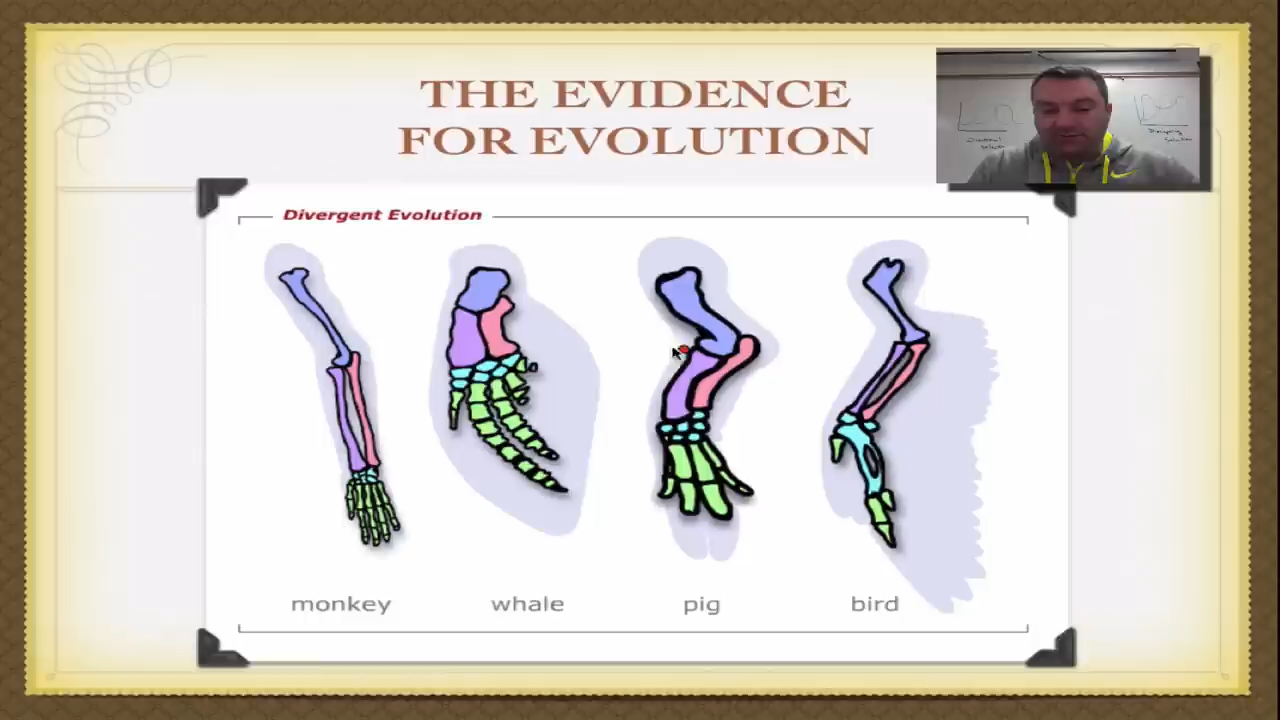 THE EVIDENCE
FOR EVOLUTION
Divergent Evolution
monkey whale pig bird